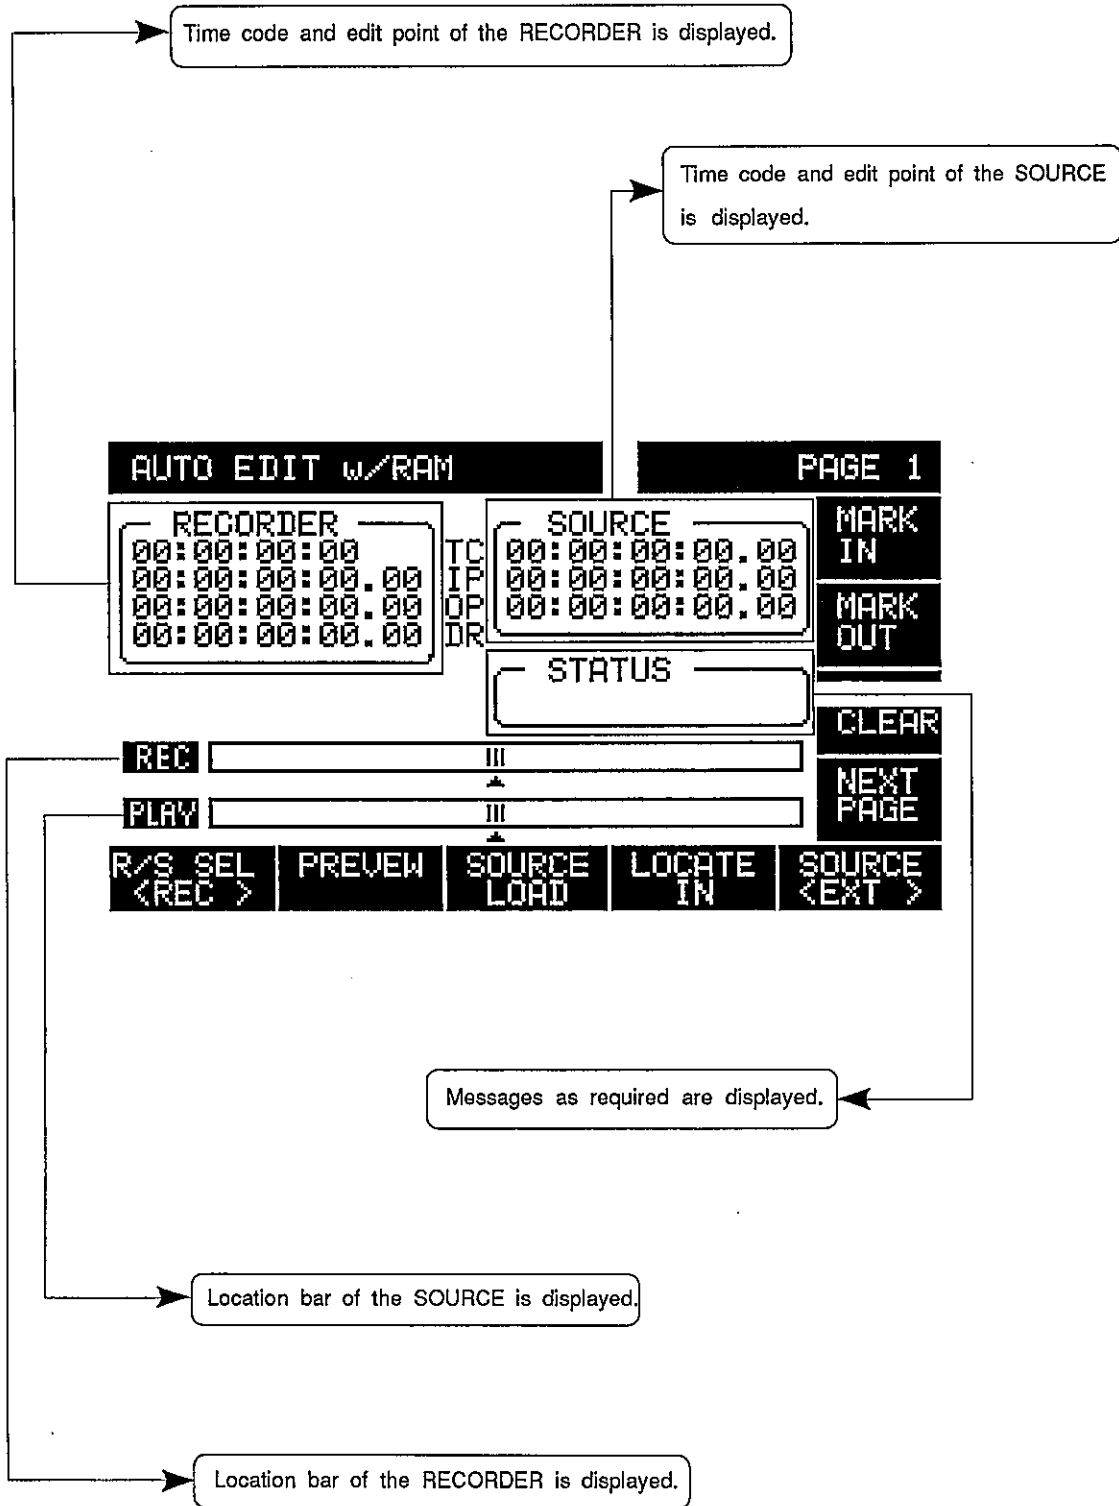 Time code and edit point of the RECORDER is displayed.
Time code and edit point of the SOURCE
is displayed.
AUTO EDIT w/RAM
PAGE 1
RECORDER
00:00:00:00
00:00:00:00.00
00:00:00:00.00
00:00:00:00.00
TC
IP
OP
DR
SOURCE
00:00:00:00.00
00:00:00:00.00
00:00:00:00.00
MARK
IN
MARK
OUT
STATUS
CLEAR
REC
NEXT
PAGE
PLAY
R/S SEL
<REC >
PREVEW
SOURCE
LOAD
LOCATE
IN
SOURCE
<EXT >
Messages as required are displayed.
Location bar of the SOURCE is displayed.
Location bar of the RECORDER is displayed.